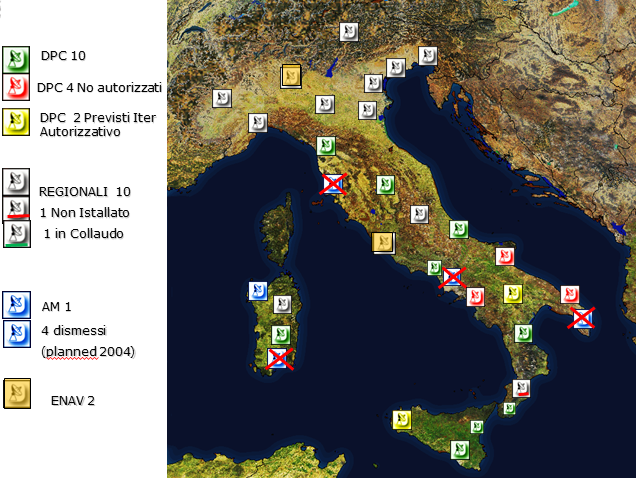 DPC 10
DPC 4 No autorizzati
DPC 2 Previsti Iter
Autorizzativo
REGIONALI 10
1 Non Istallato
1 in Collaudo
AM 1
4 dismessi
(planned 2004)
ENAV 2